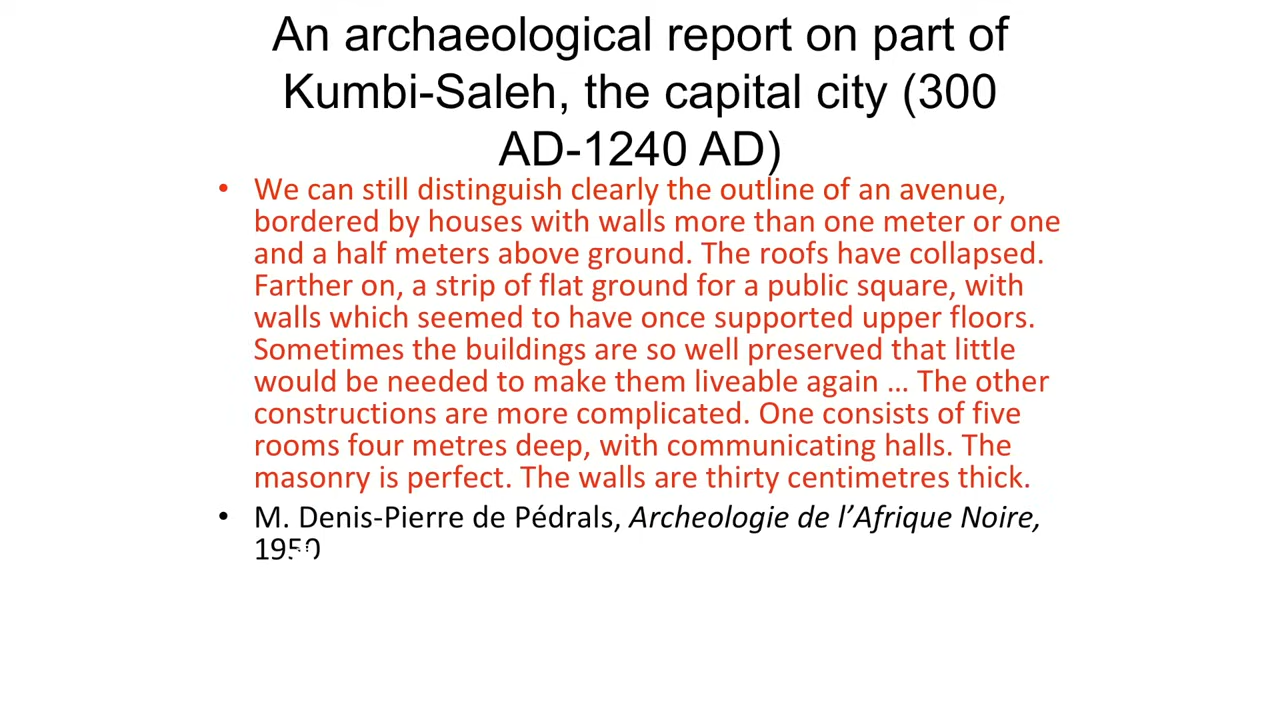 An archaeological report on part of
Kumbi-Saleh, the capital city (300
AD-1240 AD)
• We can still distinguish clearly the outline of an avenue,
bordered by houses with walls more than one meter or one
and a half meters above ground. The roofs have collapsed.
Farther on, a strip of flat ground for a public square, with
walls which seemed to have once supported upper floors.
Sometimes the buildings are so well preserved that little
would be needed to make them liveable again … The other
constructions are more complicated. One consists of five
rooms four metres deep, with communicating halls. The
masonry is perfect. The walls are thirty centimetres thick.
• M. Denis-Pierre de Pédrals, Archeologie de l’Afrique Noire,
1950